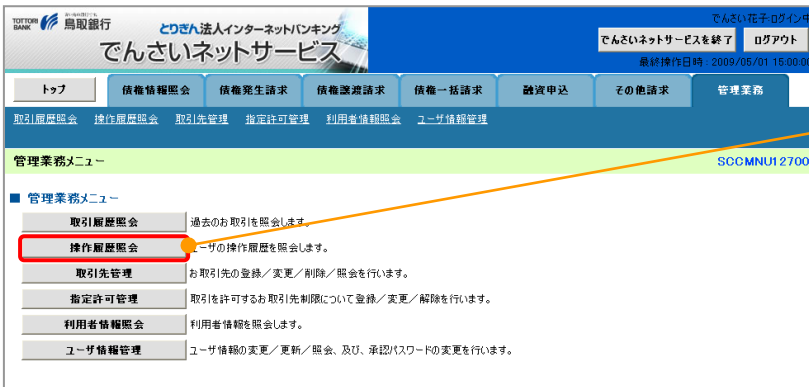 TOTTORI BANK 鳥取銀行 とりぎん法人インターネットバンキング でんさい花子:ログイン中
でんさいネットサービス でんさいネットサービスを終了 ログアウト
最終操作日時:2009/05/01 15:00:00
トップ 債権情報照会 債権発生請求 債権譲渡請求 債権一括請求 融資申込 その他請求 管理業務
取引履歴照会 操作履歴照会 取引先管理 指定許可管理 利用者情報照会 ユーザ情報管理
管理業務メニュー SCCMNU12700
■ 管理業務メニュー
取引履歴照会 過去のお取引を照会します。
操作履歴照会 ユーザの操作履歴を照会します。
取引先管理 お取引先の登録/変更/削除/照会を行います。
指定許可管理 取引を許可するお取引先制限について登録/変更/解除を行います。
利用者情報照会 利用者情報を照会します。
ユーザ情報管理 ユーザ情報の変更/更新/照会、及び、承認パスワードの変更を行います。